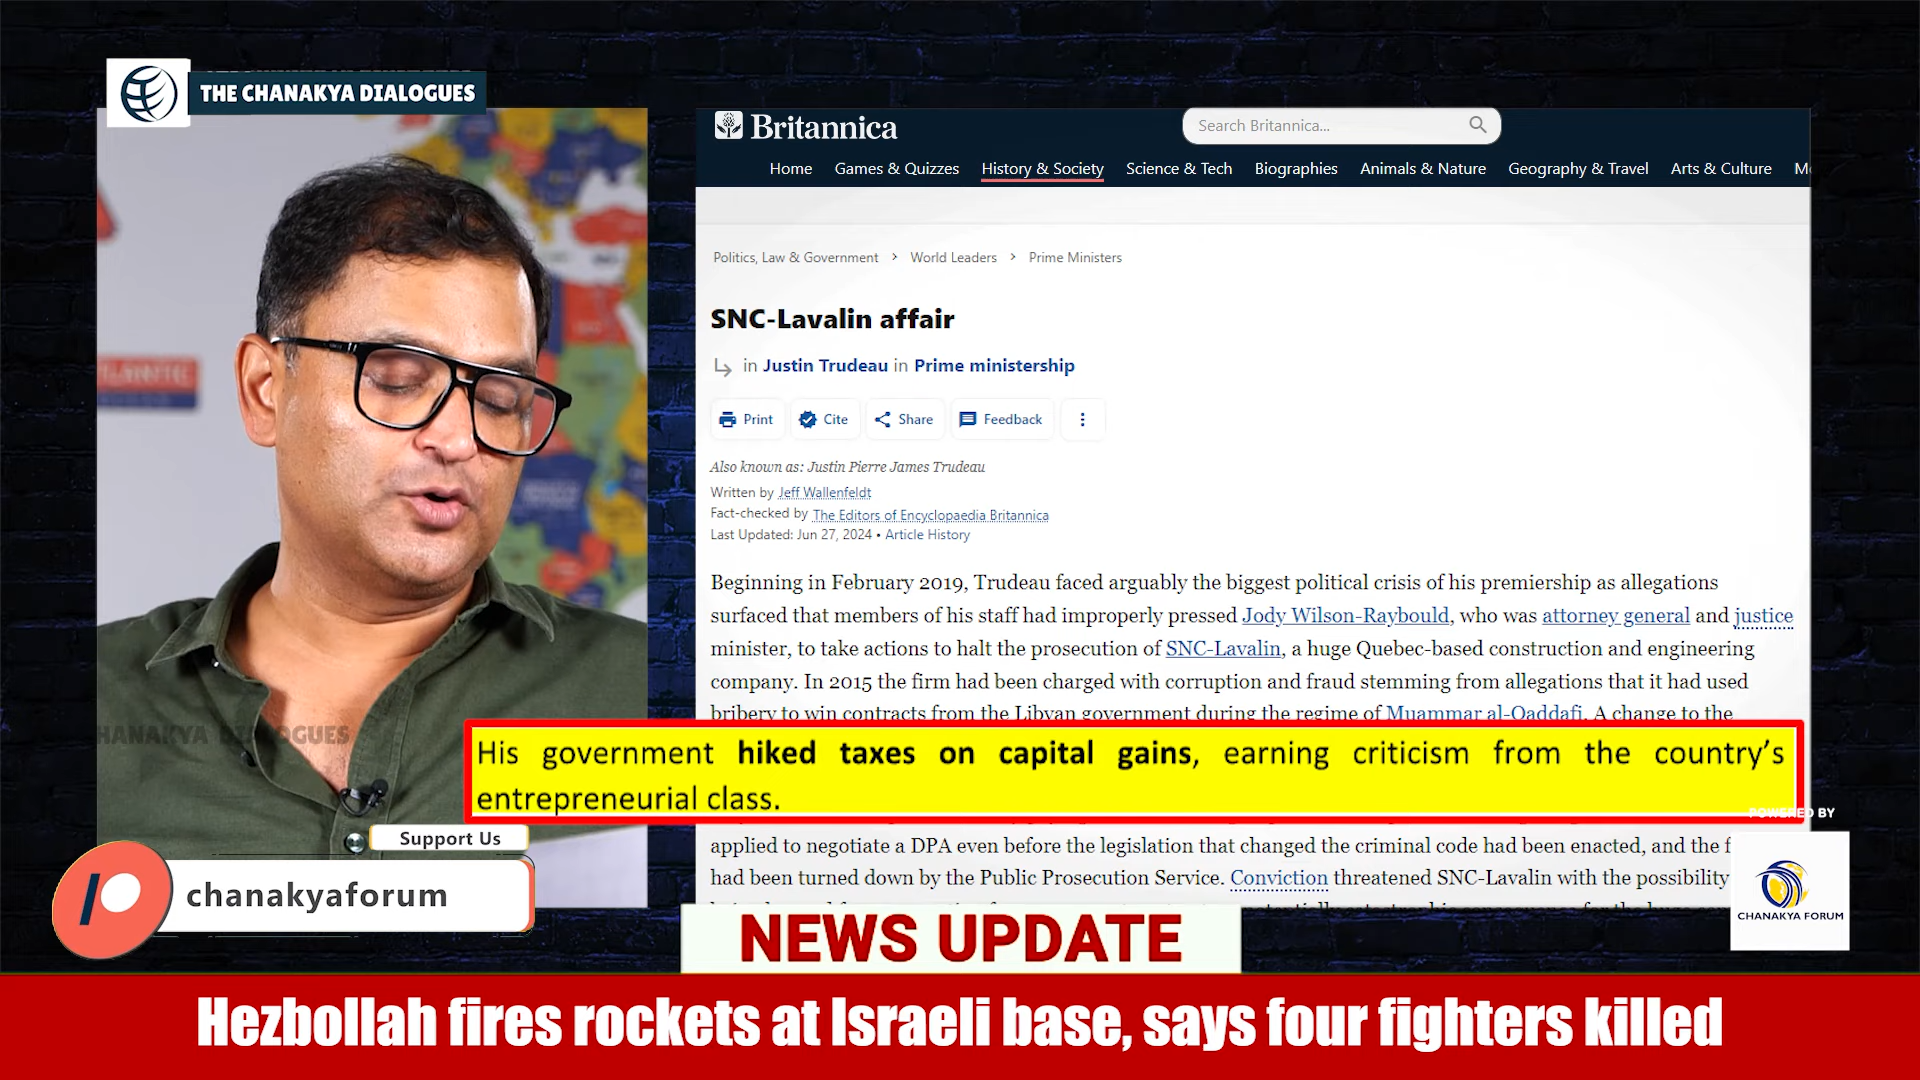 THE CHANAKYA DIALOGUES
Britannica
Search Britannica...
Home Games & Quizzes History & Society Science & Tech Biographies Animals & Nature Geography & Travel Arts & Culture
Politics, Law & Government > World Leaders > Prime Ministers
SNC-Lavalin affair
in Justin Trudeau in Prime ministership
Print Cite Share Feedback
Also known as: Justin Pierre James Trudeau
Written by Jeff Wallenfeldt
Fact-checked by The Editors of Encyclopaedia Britannica
Last Updated: Jun 27, 2024 • Article History
Beginning in February 2019, Trudeau faced arguably the biggest political crisis of his premiership as allegations
surfaced that members of his staff had improperly pressed Jody Wilson-Raybould, who was attorney general and justice
minister, to take actions to halt the prosecution of SNC-Lavalin, a huge Quebec-based construction and engineering
company. In 2015 the firm had been charged with corruption and fraud stemming from allegations that it had used
bribery to win contracts from the Libyan government during the regime of Muammar al-Qaddafi. A change to the
His government hiked taxes on capital gains, earning criticism from the country's
entrepreneurial class.
applied to negotiate a DPA even before the legislation that changed the criminal code had been enacted, and the
had been turned down by the Public Prosecution Service. Conviction threatened SNC-Lavalin with the possibility
CHANAKYA DIALOGUES
Support Us
chanakyaforum
POWERED BY
CHANAKYA FORUM
NEWS UPDATE
Hezbollah fires rockets at Israeli base, says four fighters killed